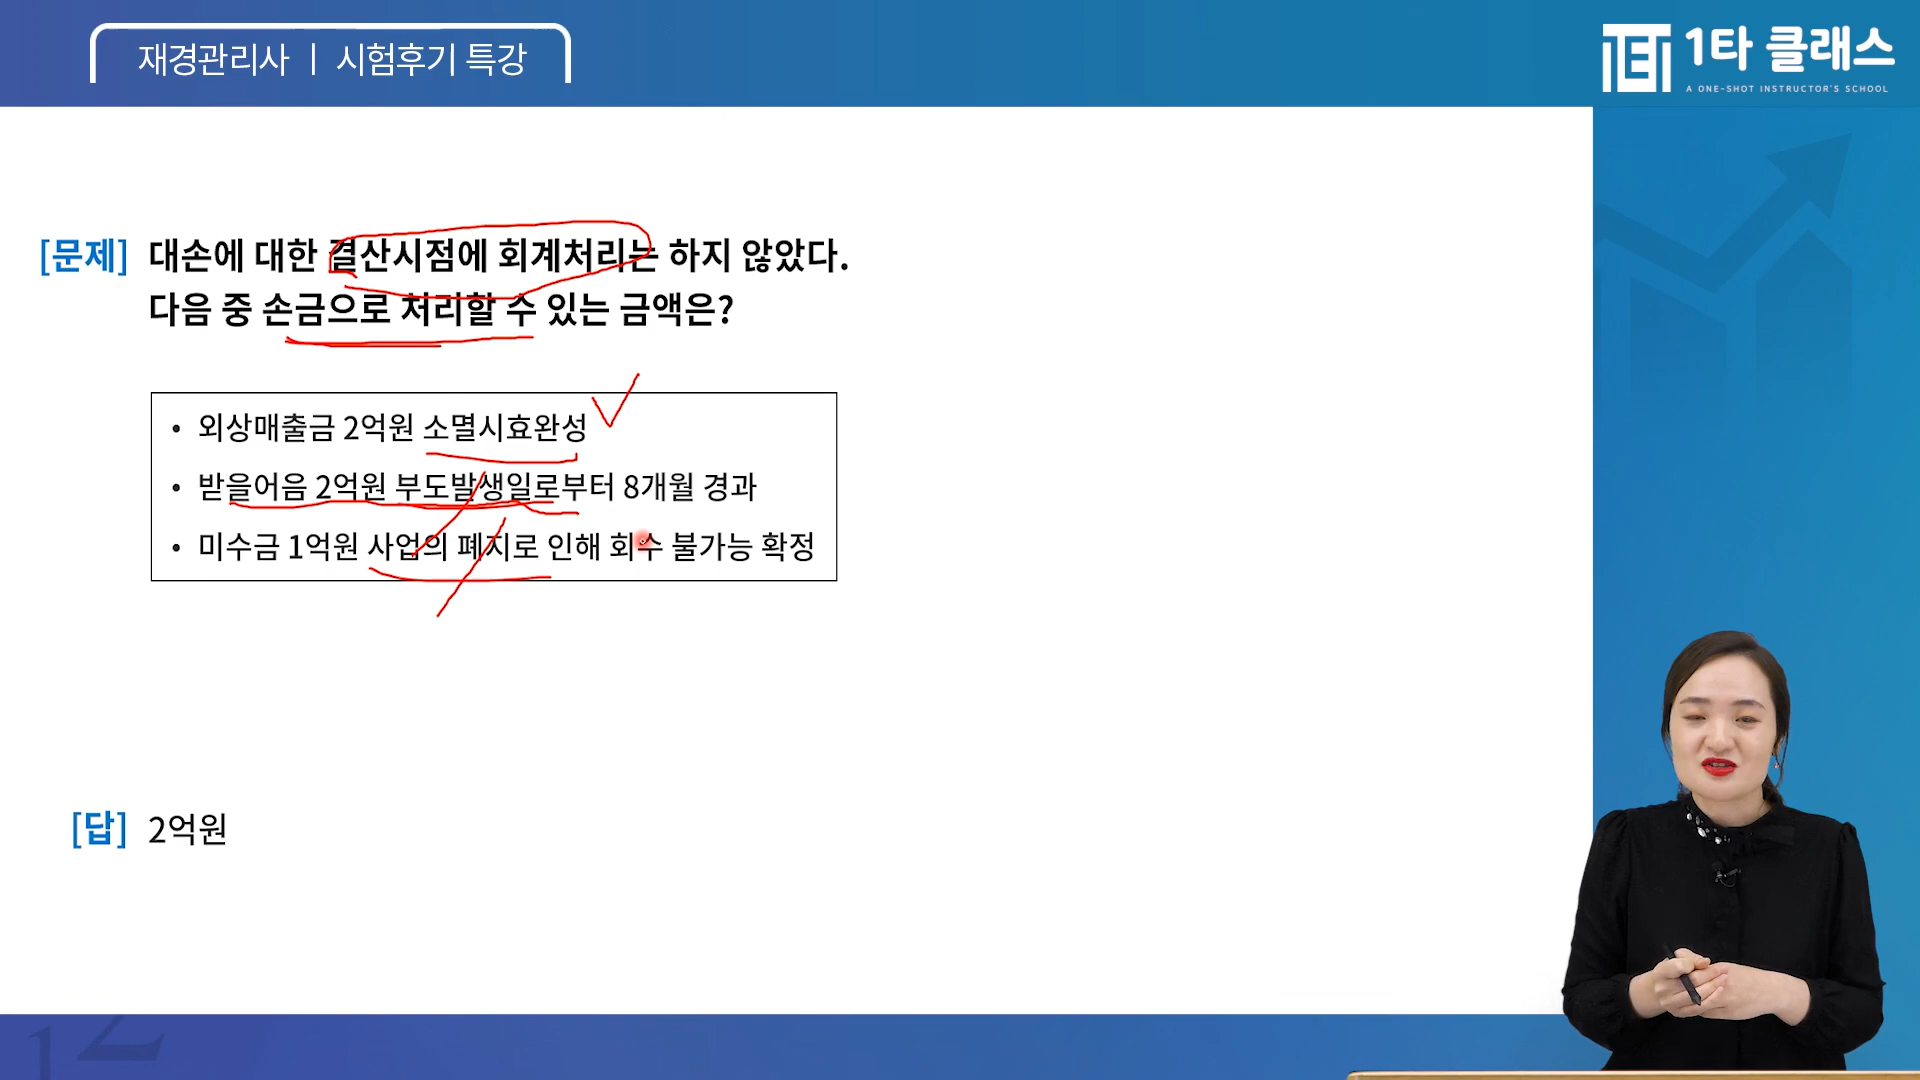 재경관리사 | 시험후기 특강
1타 클래스
A ONE-SHOT INSTRUCTOR'S SCHOOL
[문제] 대손에 대한 결산시점에 회계처리는 하지 않았다.
다음 중 손금으로 처리할 수 있는 금액은?
• 외상매출금 2억원 소멸시효완성
• 받을어음 2억원 부도발생일로부터 8개월 경과
• 미수금 1억원 사업의 폐지로 인해 회수 불가능 확정
[답] 2억원
12